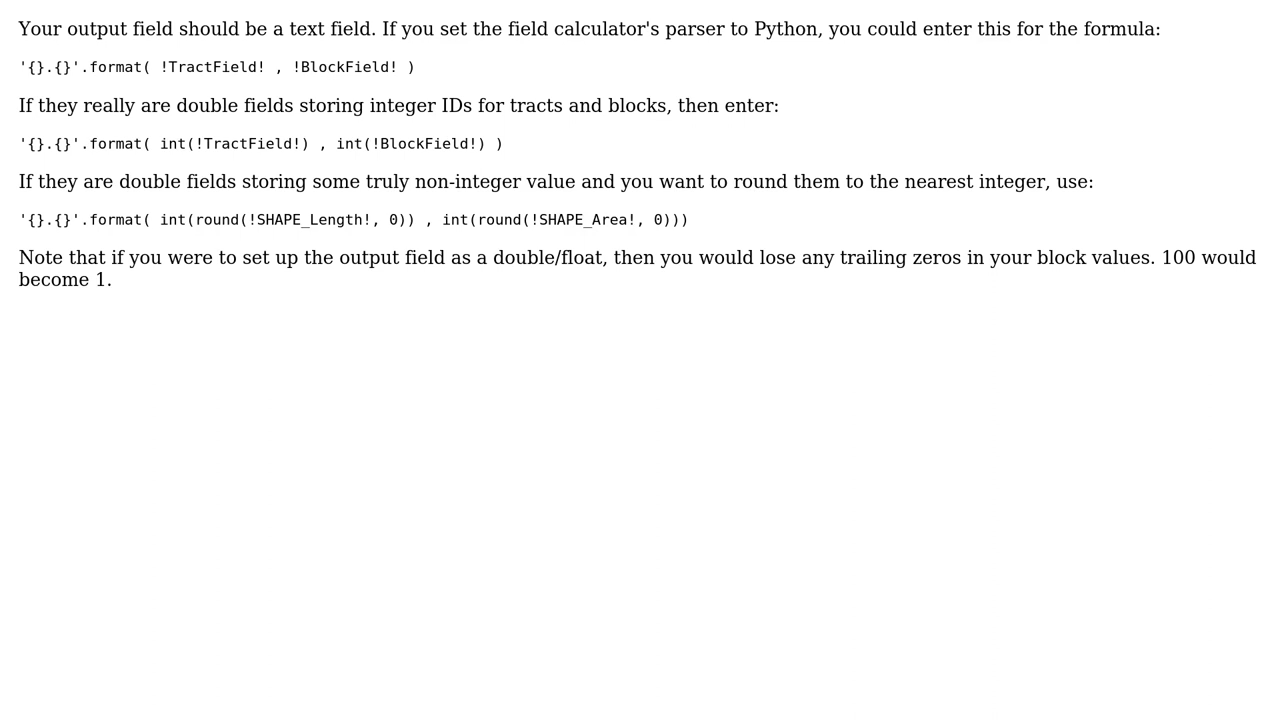 Your output field should be a text field. If you set the field calculator's parser to Python, you could enter this for the formula:
'{}.{}'.format( !TractField! , !BlockField! )
If they really are double fields storing integer IDs for tracts and blocks, then enter:
'{}.{}'.format( int(!TractField!) , int(!BlockField!) )
If they are double fields storing some truly non-integer value and you want to round them to the nearest integer, use:
'{}.{}'.format( int(round(!SHAPE_Length!, 0)) , int(round(!SHAPE_Area!, 0)))
Note that if you were to set up the output field as a double/float, then you would lose any trailing zeros in your block values. 100 would
become 1.